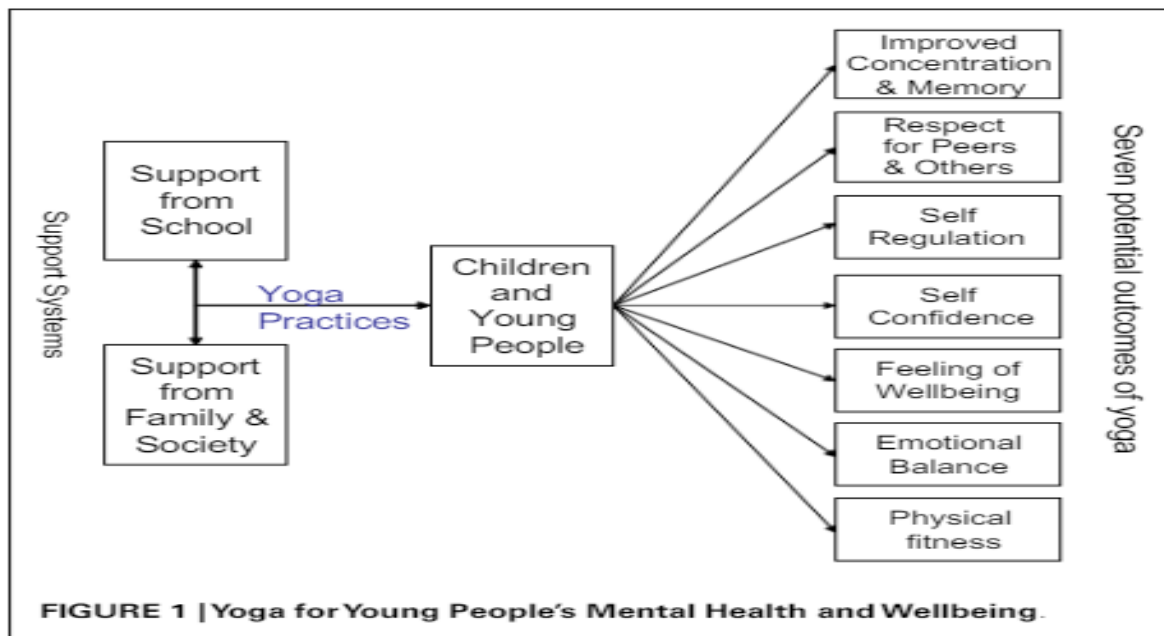 Support Systems
Support
from
School
Support
from
Family &
Society
Yoga
Practices
Children
and
Young
People
Improved
Concentration
& Memory
Respect
for Peers
& Others
Self
Regulation
Self
Confidence
Feeling of
Wellbeing
Emotional
Balance
Physical
fitness
Seven potential outcomes of yoga
FIGURE 1 | Yoga for Young People's Mental Health and Wellbeing.